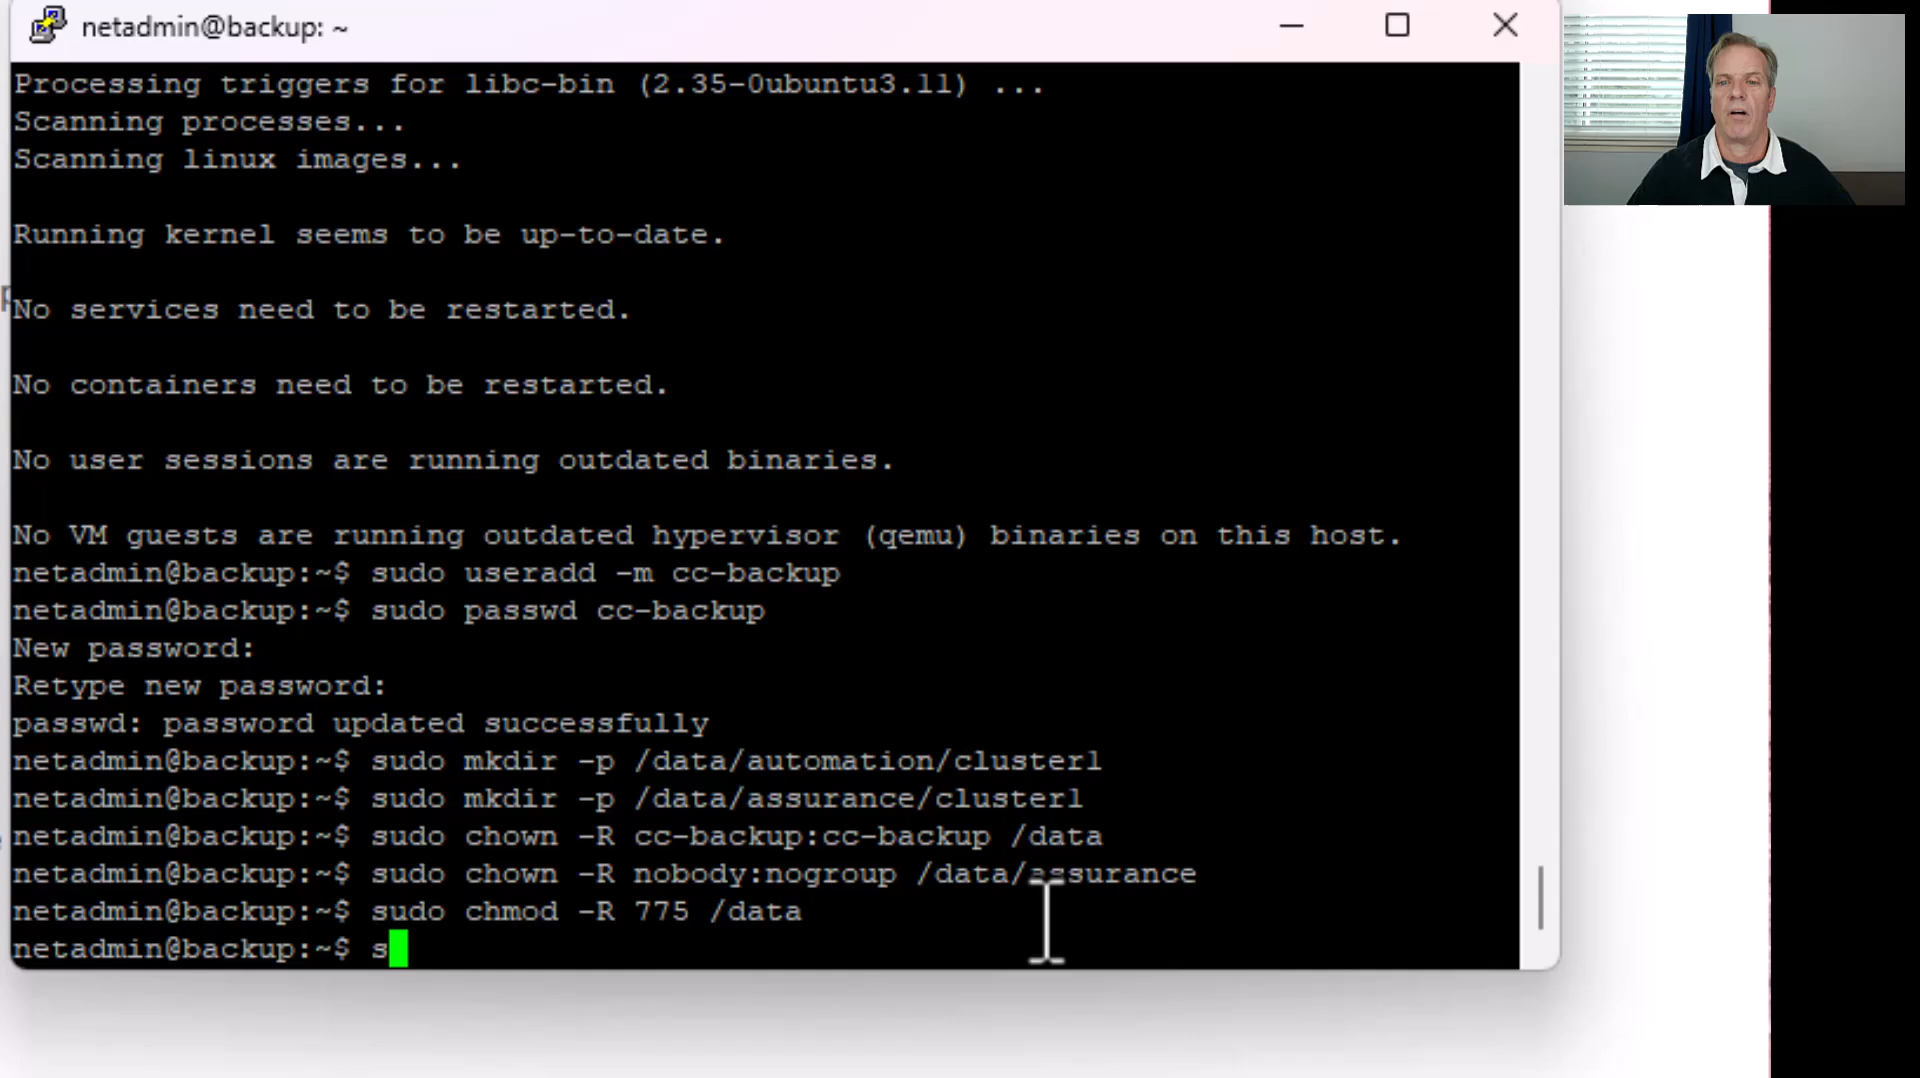 netadmin@backup: ~
Processing triggers for libc-bin (2.35-0ubuntu3.11) ...
Scanning processes...
Scanning linux images...
Running kernel seems to be up-to-date.
No services need to be restarted.
No containers need to be restarted.
No user sessions are running outdated binaries.
No VM guests are running outdated hypervisor (qemu) binaries on this host.
netadmin@backup:~$ sudo useradd -m cc-backup
netadmin@backup:~$ sudo passwd cc-backup
New password:
Retype new password:
passwd: password updated successfully
netadmin@backup:~$ sudo mkdir -p /data/automation/cluster1
netadmin@backup:~$ sudo mkdir -p /data/assurance/cluster1
netadmin@backup:~$ sudo chown -R cc-backup:cc-backup /data
netadmin@backup:~$ sudo chown -R nobody:nogroup /data/assurance
netadmin@backup:~$ sudo chmod -R 775 /data
netadmin@backup:~$ s